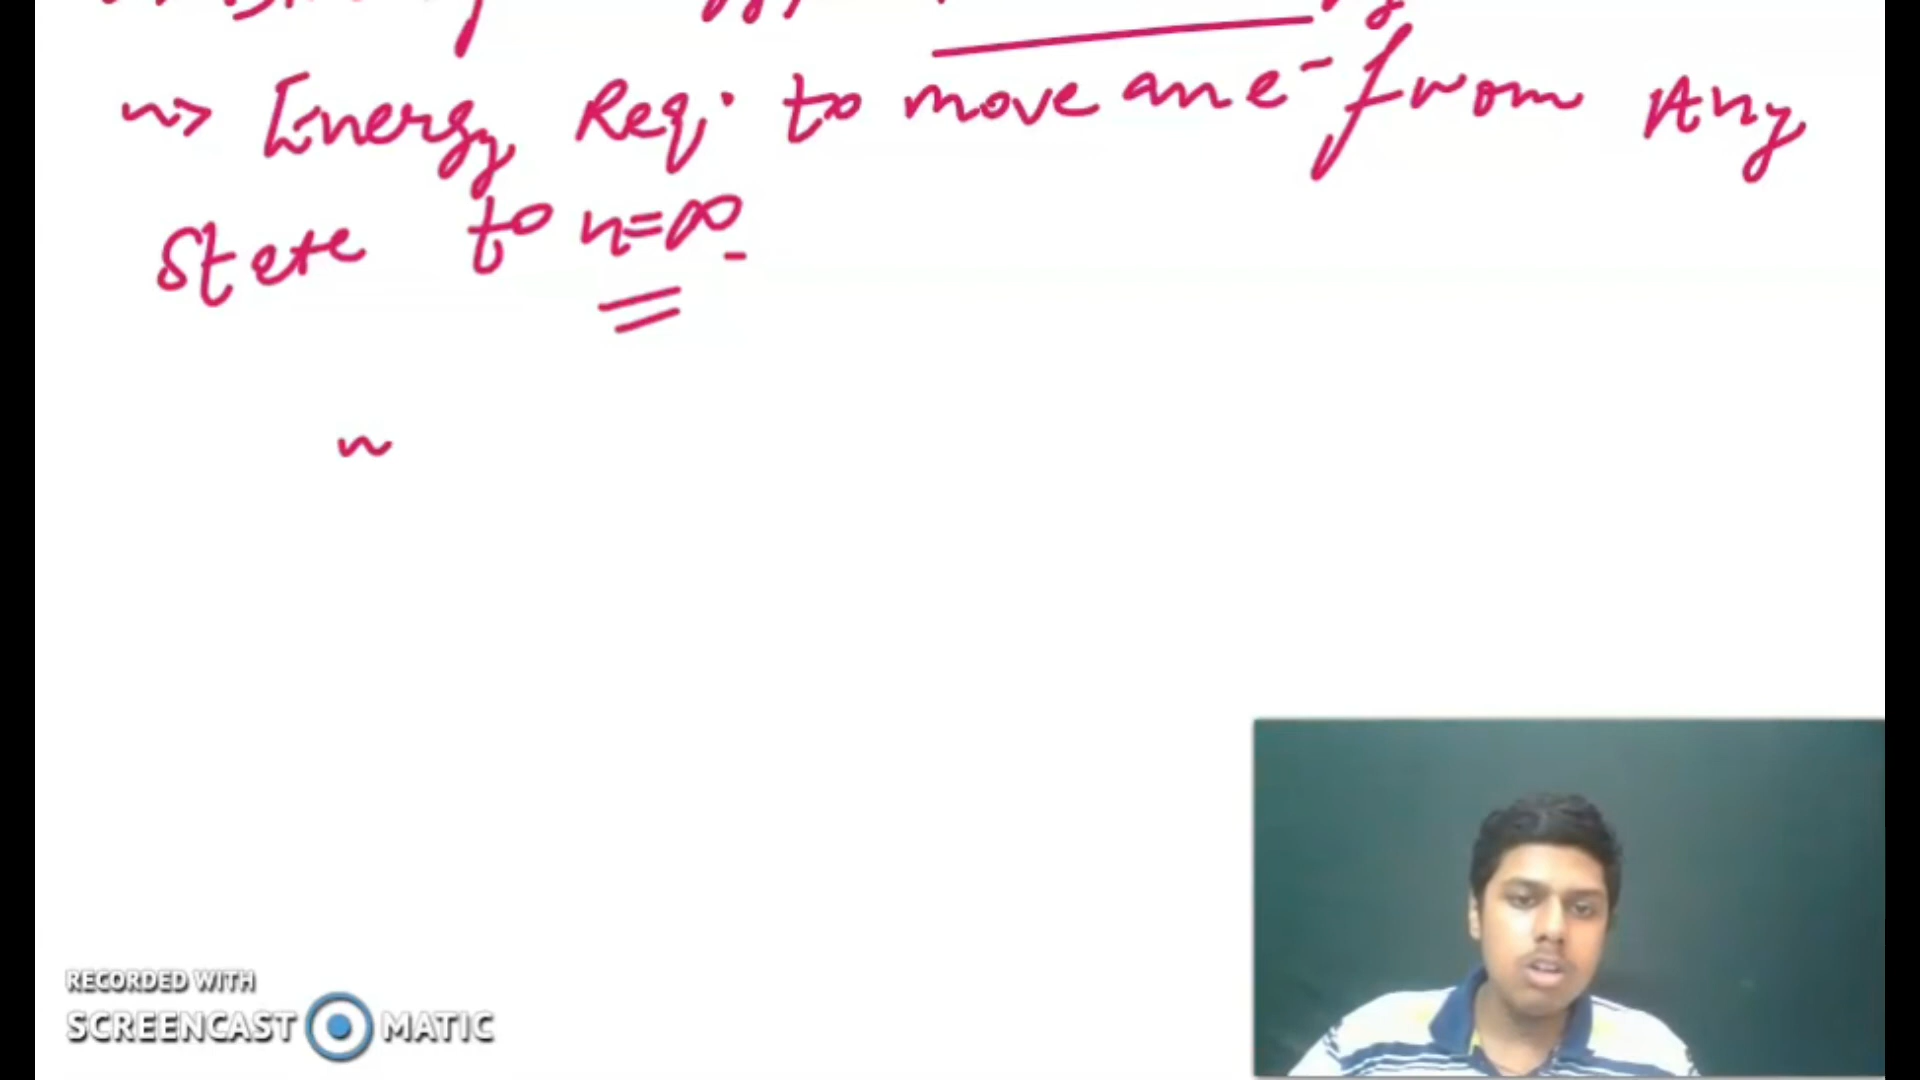 ~> Energy Req. to move an e⁻ from Any
State to n=∞
~
RECORDED WITH
SCREENCAST MATIC